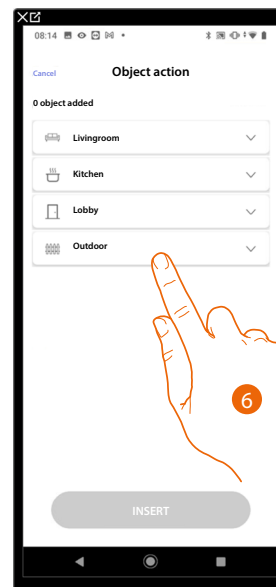 08:14
Cancel
Object action
0 object added
Livingroom
Kitchen
Lobby
Outdoor
6
INSERT